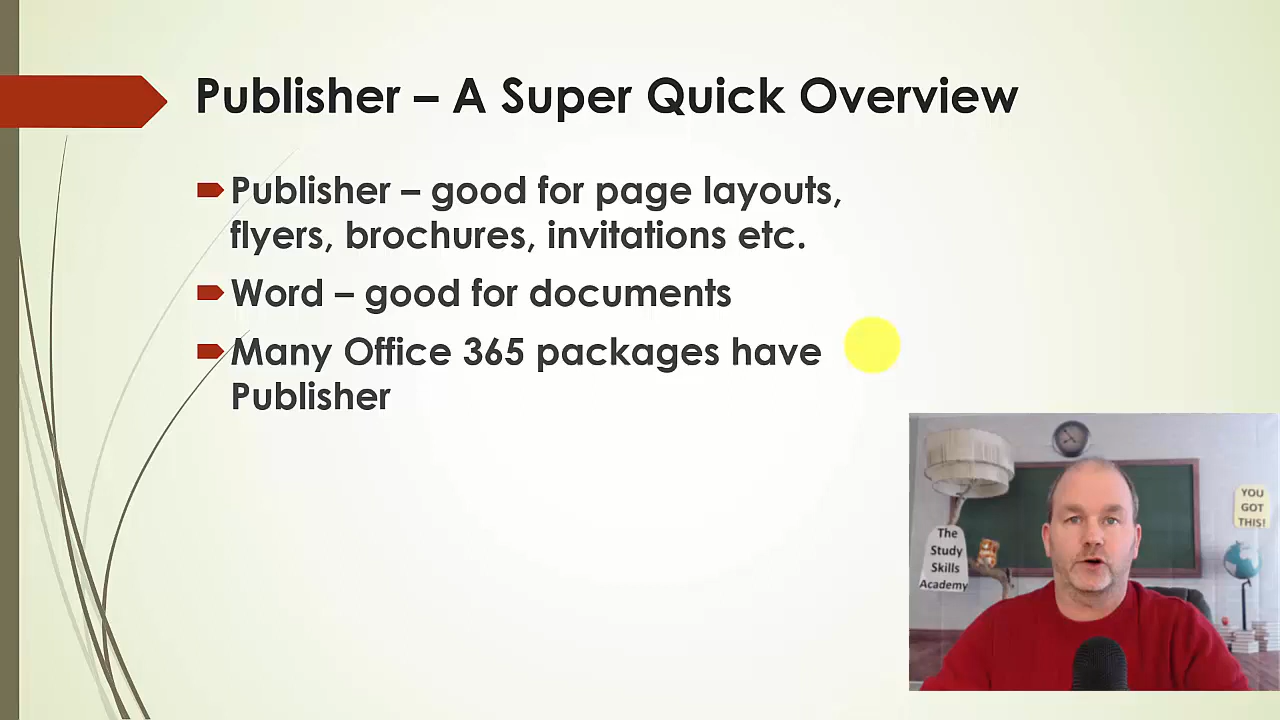 Publisher – A Super Quick Overview
Publisher – good for page layouts,
flyers, brochures, invitations etc.
Word – good for documents
Many Office 365 packages have
Publisher
The
Study
Skills
Academy
YOU
GOT
THIS!